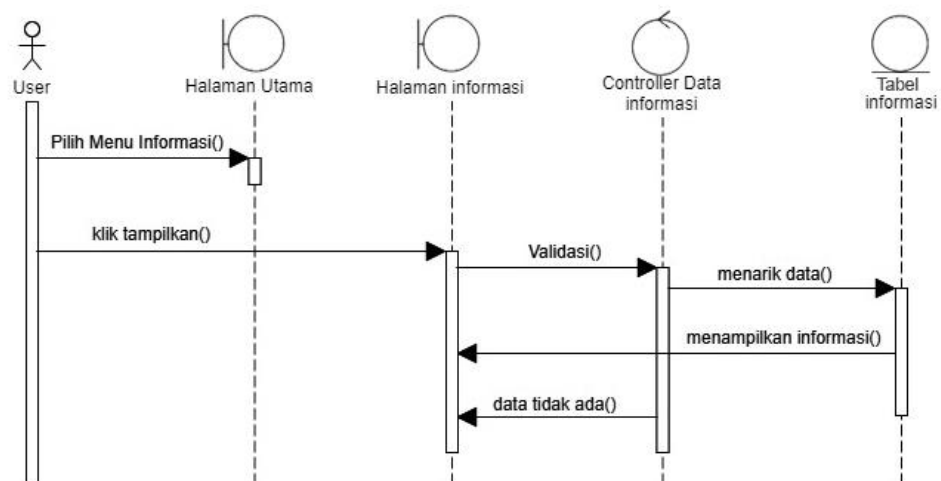 User
Halaman Utama
Halaman informasi
Controller Data
informasi
Tabel
informasi
Pilih Menu Informasi()
klik tampilkan()
Validasi()
menarik data()
menampilkan informasi()
data tidak ada()